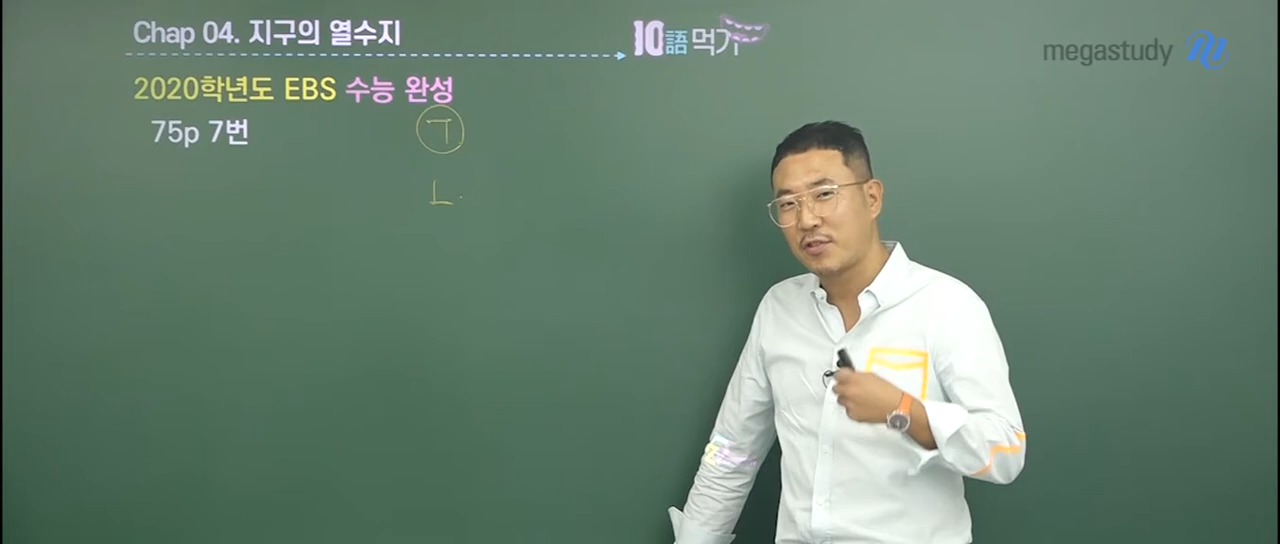 Chap 04. 지구의 열수지
10語 먹기
megastudy
2020학년도 EBS 수능 완성
75p 7번
ㄱ.
ㄴ.